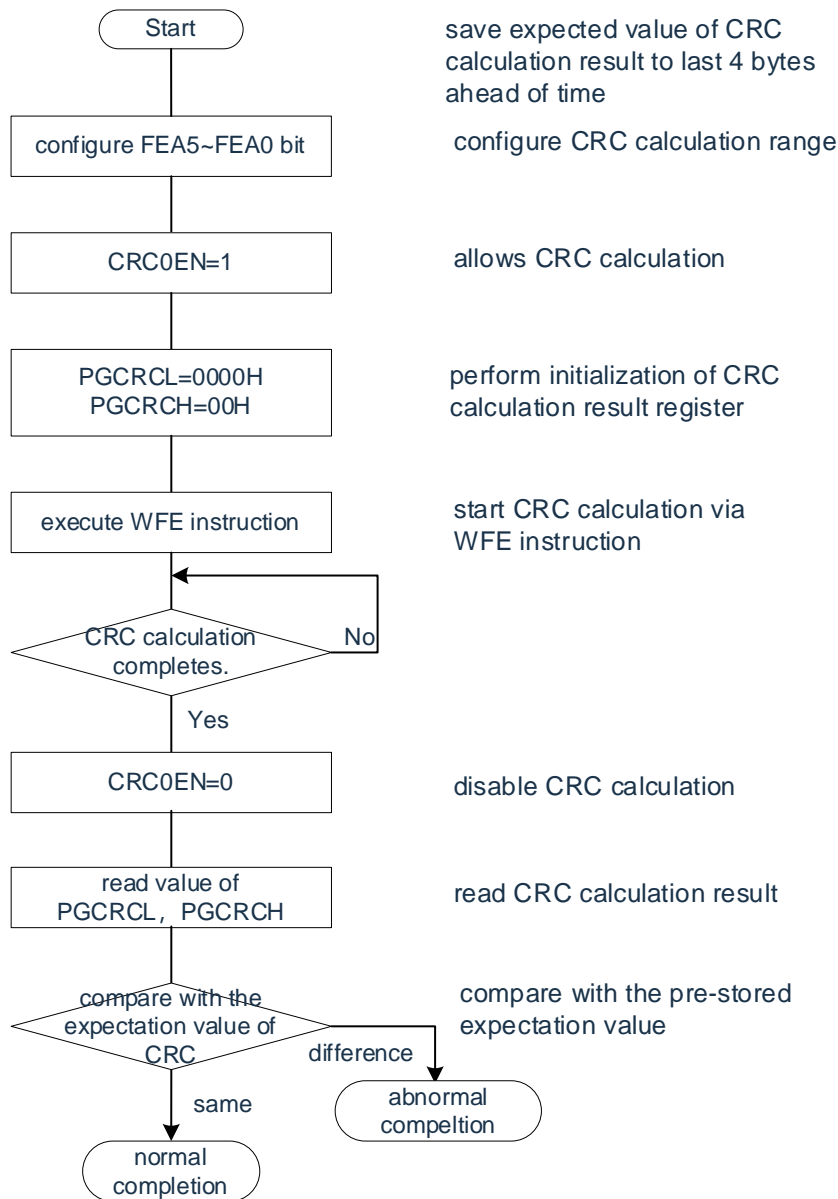 Start
save expected value of CRC
calculation result to last 4 bytes
ahead of time
configure FEA5~FEA0 bit
configure CRC calculation range
CRC0EN=1
allows CRC calculation
PGCRCL=0000H
PGCRCH=00H
perform initialization of CRC
calculation result register
execute WFE instruction
start CRC calculation via
WFE instruction
CRC calculation
completes.
No
Yes
CRC0EN=0
disable CRC calculation
read value of
PGCRCL, PGCRCH
read CRC calculation result
compare with the
expectation value of
CRC
compare with the pre-stored
expectation value
difference
same
abnormal
compeltion
normal
completion